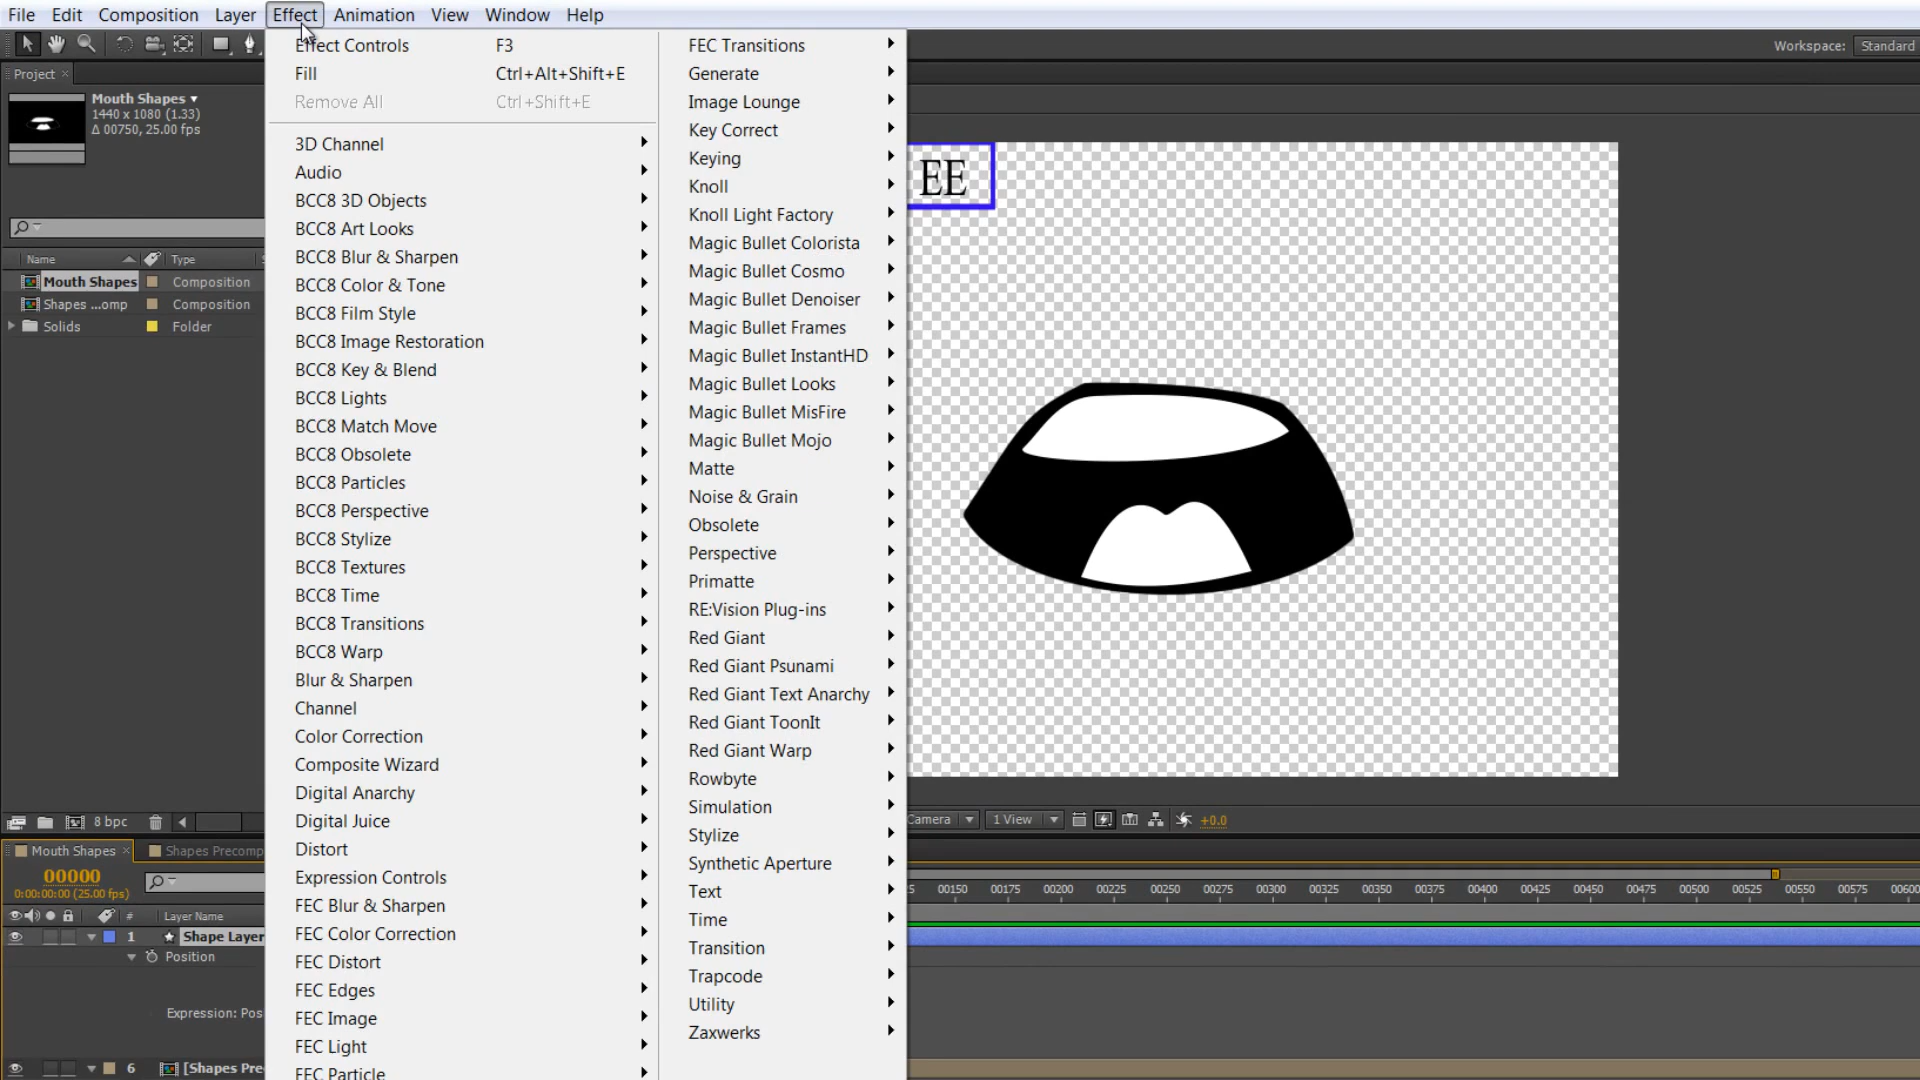 File Edit Composition Layer Effect Animation View Window Help
Workspace: Standard
Project
Mouth Shapes
1440 x 1080 (1.33)
Δ 00750, 25.00 fps
Name Type
Mouth Shapes Composition
Shapes ...omp Composition
Solids Folder
8 bpc
Effect Controls F3
Fill Ctrl+Alt+Shift+E
Remove All Ctrl+Shift+E
3D Channel
Audio
BCC8 3D Objects
BCC8 Art Looks
BCC8 Blur & Sharpen
BCC8 Color & Tone
BCC8 Film Style
BCC8 Image Restoration
BCC8 Key & Blend
BCC8 Lights
BCC8 Match Move
BCC8 Obsolete
BCC8 Particles
BCC8 Perspective
BCC8 Stylize
BCC8 Textures
BCC8 Time
BCC8 Transitions
BCC8 Warp
Blur & Sharpen
Channel
Color Correction
Composite Wizard
Digital Anarchy
Digital Juice
Distort
Expression Controls
FEC Blur & Sharpen
FEC Color Correction
FEC Distort
FEC Edges
FEC Image
FEC Light
FEC Particle
FEC Transitions
Generate
Image Lounge
Key Correct
Keying
Knoll
Knoll Light Factory
Magic Bullet Colorista
Magic Bullet Cosmo
Magic Bullet Denoiser
Magic Bullet Frames
Magic Bullet InstantHD
Magic Bullet Looks
Magic Bullet MisFire
Magic Bullet Mojo
Matte
Noise & Grain
Obsolete
Perspective
Primatte
RE:Vision Plug-ins
Red Giant
Red Giant Psunami
Red Giant Text Anarchy
Red Giant ToonIt
Red Giant Warp
Rowbyte
Simulation
Stylize
Synthetic Aperture
Text
Time
Transition
Trapcode
Utility
Zaxwerks
EE
Camera 1 View +0.0
Mouth Shapes Shapes Precomp
00000
0:00:00:00 (25.00 fps)
00150 00175 00200 00225 00250 00275 00300 00325 00350 00375 00400 00425 00450 00475 00500 00525 00550 00575 00600
# Layer Name
1 Shape Layer
Position
Expression: Pos
6 [Shapes Pre